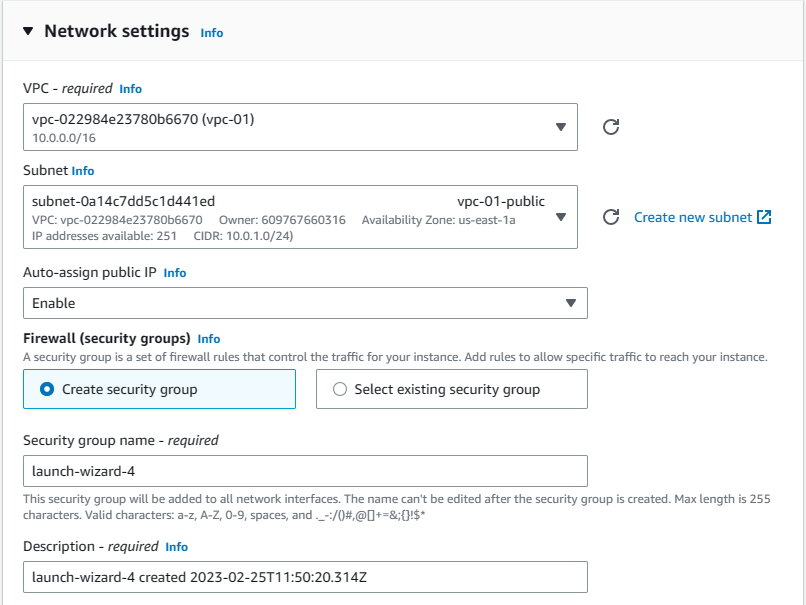 Network settings Info
VPC - required Info
vpc-022984e23780b6670 (vpc-01)
10.0.0.0/16
Subnet Info
subnet-0a14c7dd5c1d441ed vpc-01-public
VPC: vpc-022984e23780b6670 Owner: 609767660316 Availability Zone: us-east-1a
IP addresses available: 251 CIDR: 10.0.1.0/24)
Create new subnet
Auto-assign public IP Info
Enable
Firewall (security groups) Info
A security group is a set of firewall rules that control the traffic for your instance. Add rules to allow specific traffic to reach your instance.
Create security group Select existing security group
Security group name - required
launch-wizard-4
This security group will be added to all network interfaces. The name can't be edited after the security group is created. Max length is 255
characters. Valid characters: a-z, A-Z, 0-9, spaces, and ._-:/()#,@[]+=&;{}!$*
Description - required Info
launch-wizard-4 created 2023-02-25T11:50:20.314Z